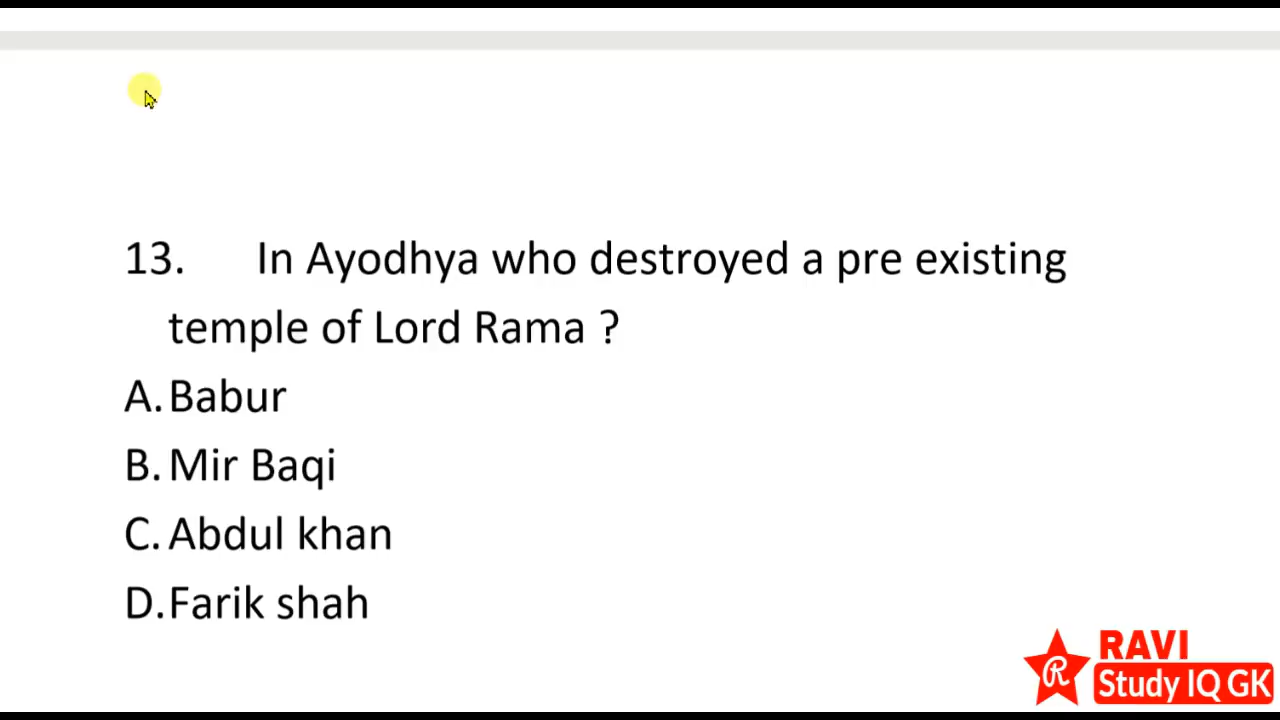 13. In Ayodhya who destroyed a pre existing
temple of Lord Rama ?
A. Babur
B. Mir Baqi
C. Abdul khan
D. Farik shah
RAVI
R
Study IQ GK